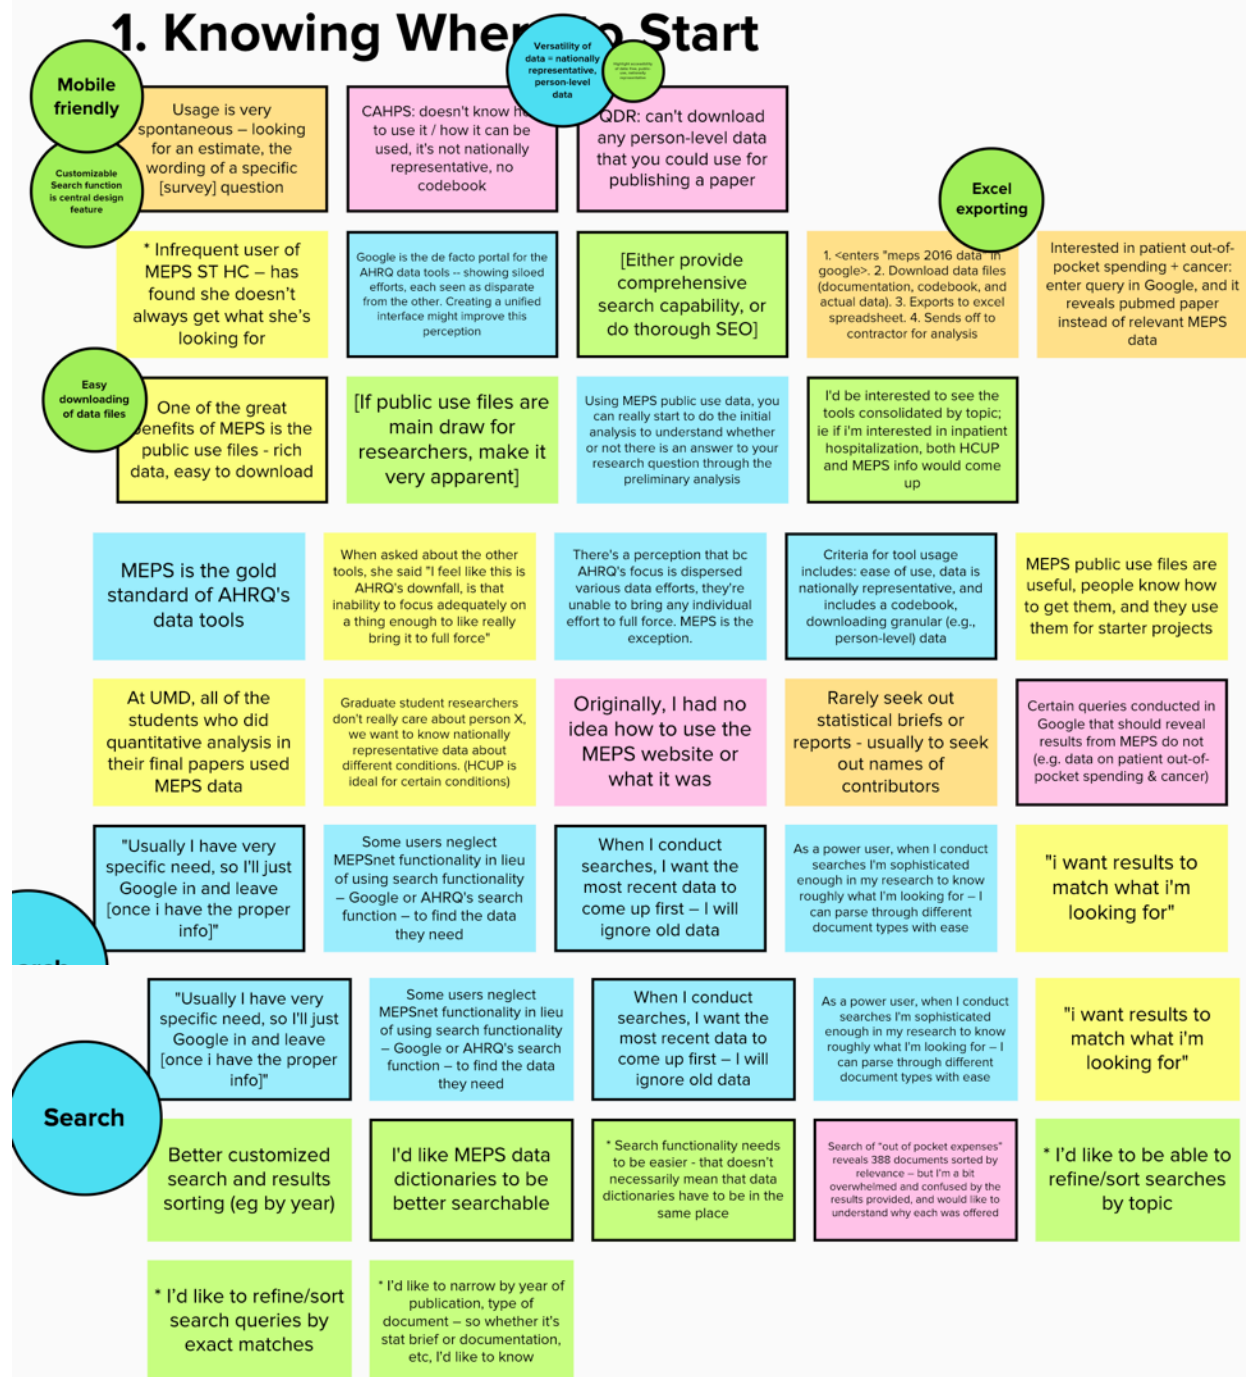 1. Knowing Where to Start
Mobile
friendly
Customizable
Search function
is central design
feature
Versatility of
data = nationally
representative,
person-level
data
Usage is very
spontaneous – looking
for an estimate, the
wording of a specific
[survey] question
CAHPS: doesn't know
to use it / how it can be
used, it's not nationally
representative, no
codebook
QDR: can't download
any person-level data
that you could use for
publishing a paper
Excel
exporting
* Infrequent user of
MEPS ST HC – has
found she doesn't
always get what she's
looking for
Google is the de facto portal for the
AHRQ data tools -- showing siloed
efforts, each seen as disparate
from the other. Creating a unified
interface might improve this
perception
[Either provide
comprehensive
search capability, or
do thorough SEO]
1. <enters "meps 2016 data" in
google>. 2. Download data files
(documentation, codebook, and
actual data). 3. Exports to excel
spreadsheet. 4. Sends off to
contractor for analysis
Interested in patient out-of-
pocket spending + cancer:
enter query in Google, and it
reveals pubmed paper
instead of relevant MEPS
data
Easy
downloading
of data files
One of the great
benefits of MEPS is the
public use files - rich
data, easy to download
[If public use files are
main draw for
researchers, make it
very apparent]
Using MEPS public use data, you
can really start to do the initial
analysis to understand whether
or not there is an answer to your
research question through the
preliminary analysis
I'd be interested to see the
tools consolidated by topic;
ie if i'm interested in inpatient
hospitalization, both HCUP
and MEPS info would come
up
MEPS is the gold
standard of AHRQ's
data tools
When asked about the other
tools, she said "I feel like this is
AHRQ's downfall, is that
inability to focus adequately on
a thing enough to like really
bring it to full force"
There's a perception that bc
AHRQ's focus is dispersed
various data efforts, they're
unable to bring any individual
effort to full force. MEPS is the
exception.
Criteria for tool usage
includes: ease of use, data is
nationally representative, and
includes a codebook,
downloading granular (e.g.,
person-level) data
MEPS public use files are
useful, people know how
to get them, and they use
them for starter projects
At UMD, all of the
students who did
quantitative analysis in
their final papers used
MEPS data
Graduate student researchers
don't really care about person X,
we want to know nationally
representative data about
different conditions. (HCUP is
ideal for certain conditions)
Originally, I had no
idea how to use the
MEPS website or
what it was
Rarely seek out
statistical briefs or
reports - usually to seek
out names of
contributors
Certain queries conducted in
Google that should reveal
results from MEPS do not
(e.g. data on patient out-of-
pocket spending & cancer)
"Usually I have very
specific need, so I'll just
Google in and leave
[once i have the proper
info]"
Some users neglect
MEPSnet functionality in lieu
of using search functionality
– Google or AHRQ's search
function – to find the data
they need
When I conduct
searches, I want the
most recent data to
come up first – I will
ignore old data
As a power user, when I conduct
searches I'm sophisticated
enough in my research to know
roughly what I'm looking for – I
can parse through different
document types with ease
"i want results to
match what i'm
looking for"
"Usually I have very
specific need, so I'll just
Google in and leave
[once i have the proper
info]"
Some users neglect
MEPSnet functionality in lieu
of using search functionality
– Google or AHRQ's search
function – to find the data
they need
When I conduct
searches, I want the
most recent data to
come up first – I will
ignore old data
As a power user, when I conduct
searches I'm sophisticated
enough in my research to know
roughly what I'm looking for – I
can parse through different
document types with ease
"i want results to
match what i'm
looking for"
Search
Better customized
search and results
sorting (eg by year)
I'd like MEPS data
dictionaries to be
better searchable
* Search functionality needs
to be easier - that doesn't
necessarily mean that data
dictionaries have to be in the
same place
Search of "out of pocket expenses"
reveals 388 documents sorted by
relevance – but I'm a bit
overwhelmed and confused by the
results provided, and would like to
understand why each was offered
* I'd like to be able to
refine/sort searches
by topic
* I'd like to refine/sort
search queries by
exact matches
* I'd like to narrow by year of
publication, type of
document – so whether it's
stat brief or documentation,
etc, I'd like to know